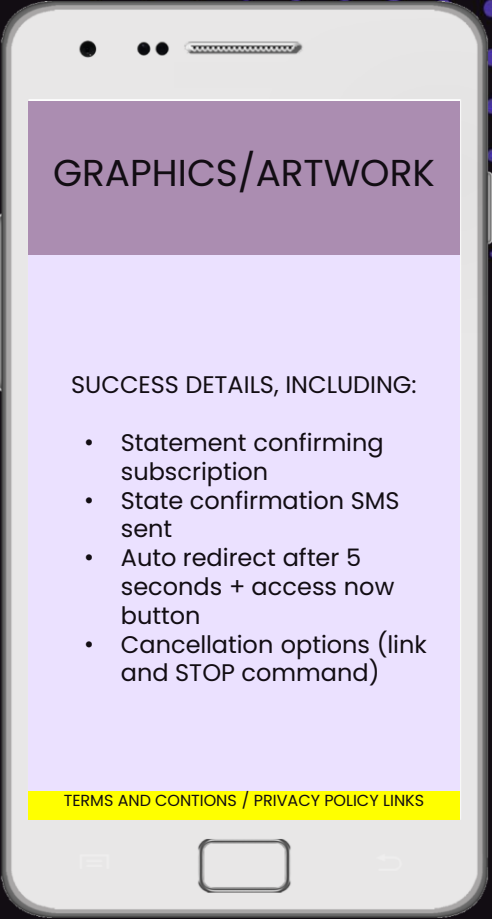 GRAPHICS/ARTWORK
SUCCESS DETAILS, INCLUDING:
• Statement confirming
subscription
• State confirmation SMS
sent
• Auto redirect after 5
seconds + access now
button
• Cancellation options (link
and STOP command)
TERMS AND CONTIONS / PRIVACY POLICY LINKS